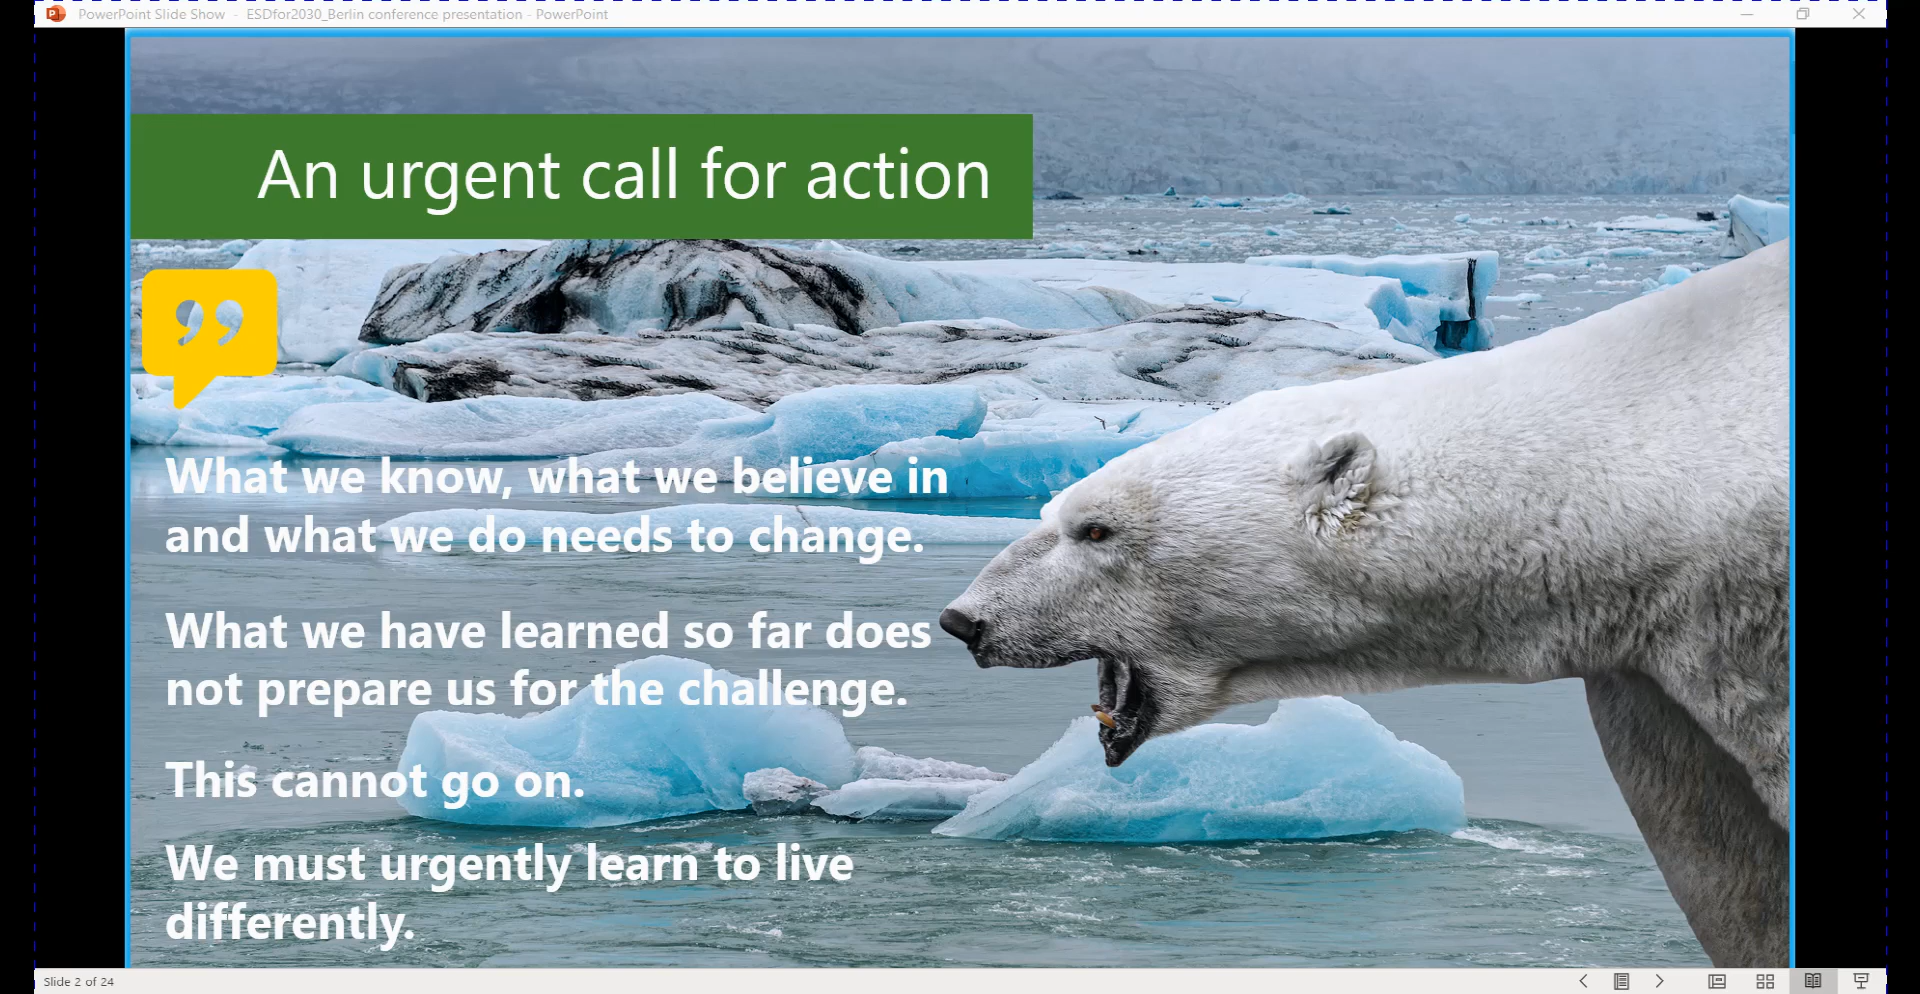 PowerPoint Slide Show - ESDfor2030_Berlin conference presentation - PowerPoint
An urgent call for action
What we know, what we believe in
and what we do needs to change.
What we have learned so far does
not prepare us for the challenge.
This cannot go on.
We must urgently learn to live
differently.
Slide 2 of 24